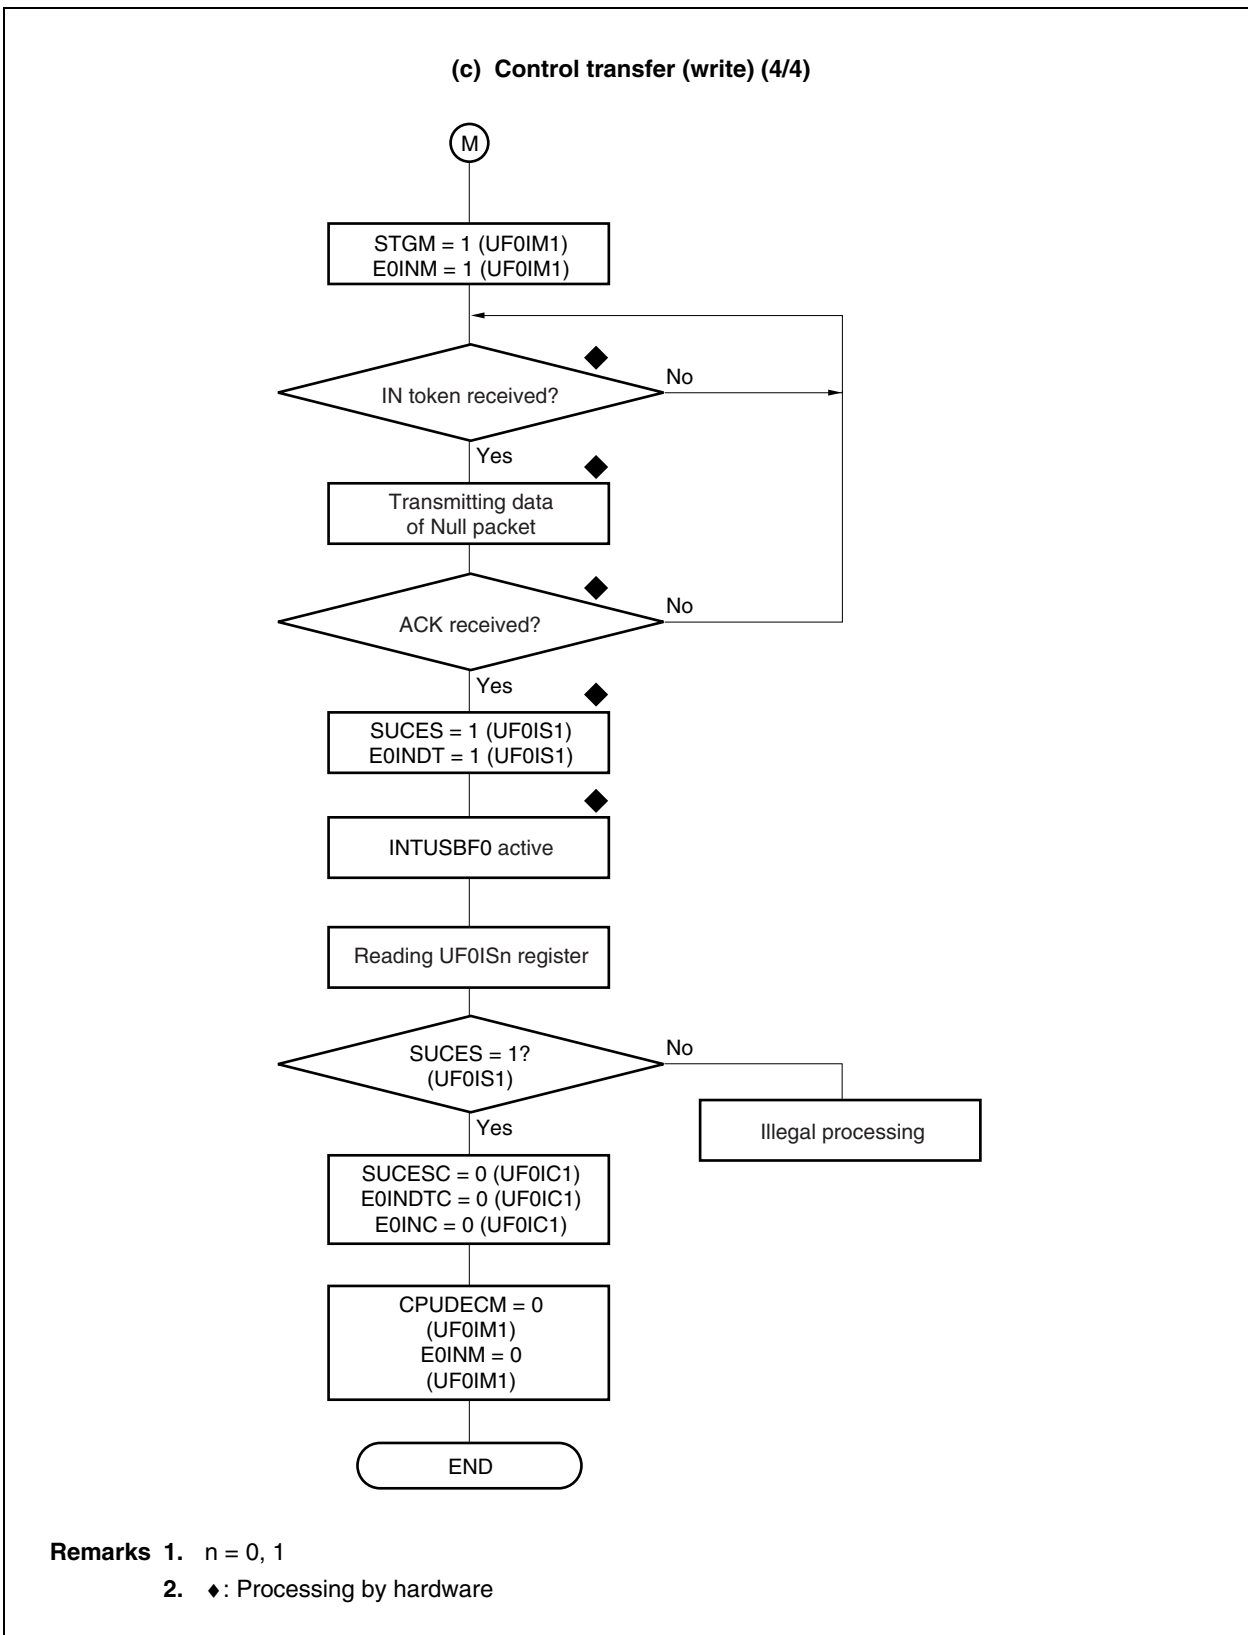 (c) Control transfer (write) (4/4)
M
STGM = 1 (UF0IM1)
E0INM = 1 (UF0IM1)
IN token received?
No
Yes
Transmitting data
of Null packet
ACK received?
No
Yes
SUCES = 1 (UF0IS1)
E0INDT = 1 (UF0IS1)
INTUSBF0 active
Reading UF0ISn register
SUCES = 1?
(UF0IS1)
No
Illegal processing
Yes
SUCESC = 0 (UF0IC1)
E0INDTC = 0 (UF0IC1)
E0INC = 0 (UF0IC1)
CPUDECM = 0
(UF0IM1)
E0INM = 0
(UF0IM1)
END
Remarks 1. n = 0, 1
2. ♦: Processing by hardware